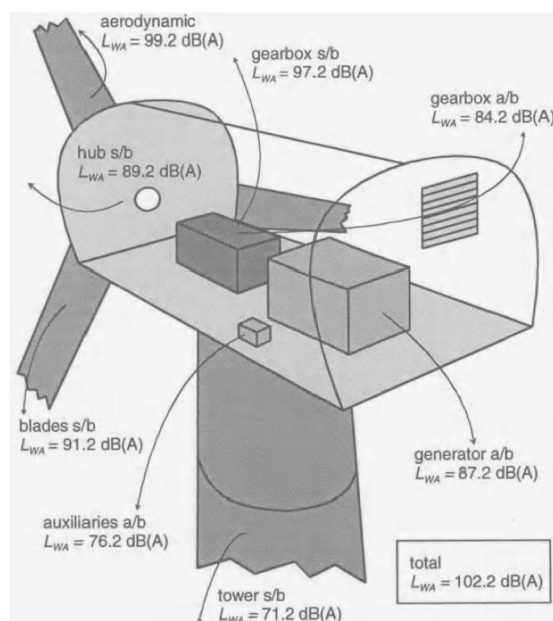 aerodynamic
L_WA = 99.2 dB(A)
gearbox s/b
L_WA = 97.2 dB(A)
gearbox a/b
L_WA = 84.2 dB(A)
hub s/b
L_WA = 89.2 dB(A)
blades s/b
L_WA = 91.2 dB(A)
generator a/b
L_WA = 87.2 dB(A)
auxiliaries a/b
L_WA = 76.2 dB(A)
total
L_WA = 102.2 dB(A)
tower s/b
L_WA = 71.2 dB(A)